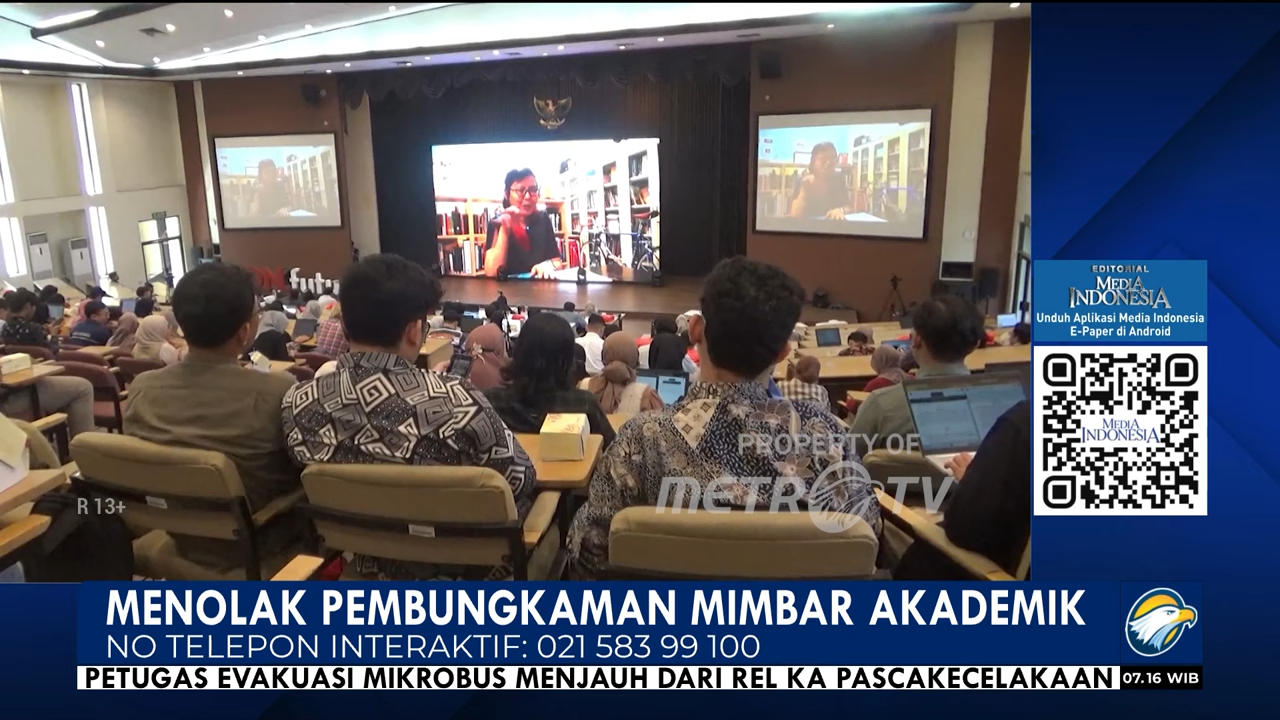 EDITORIAL
MEDIA
INDONESIA
Unduh Aplikasi Media Indonesia
E-Paper di Android
MEDIA
INDONESIA
PROPERTY OF
METRO TV
R 13+
MENOLAK PEMBUNGKAMAN MIMBAR AKADEMIK
NO TELEPON INTERAKTIF: 021 583 99 100
PETUGAS EVAKUASI MIKROBUS MENJAUH DARI REL KA PASCAKECELAKAAN
07.16 WIB